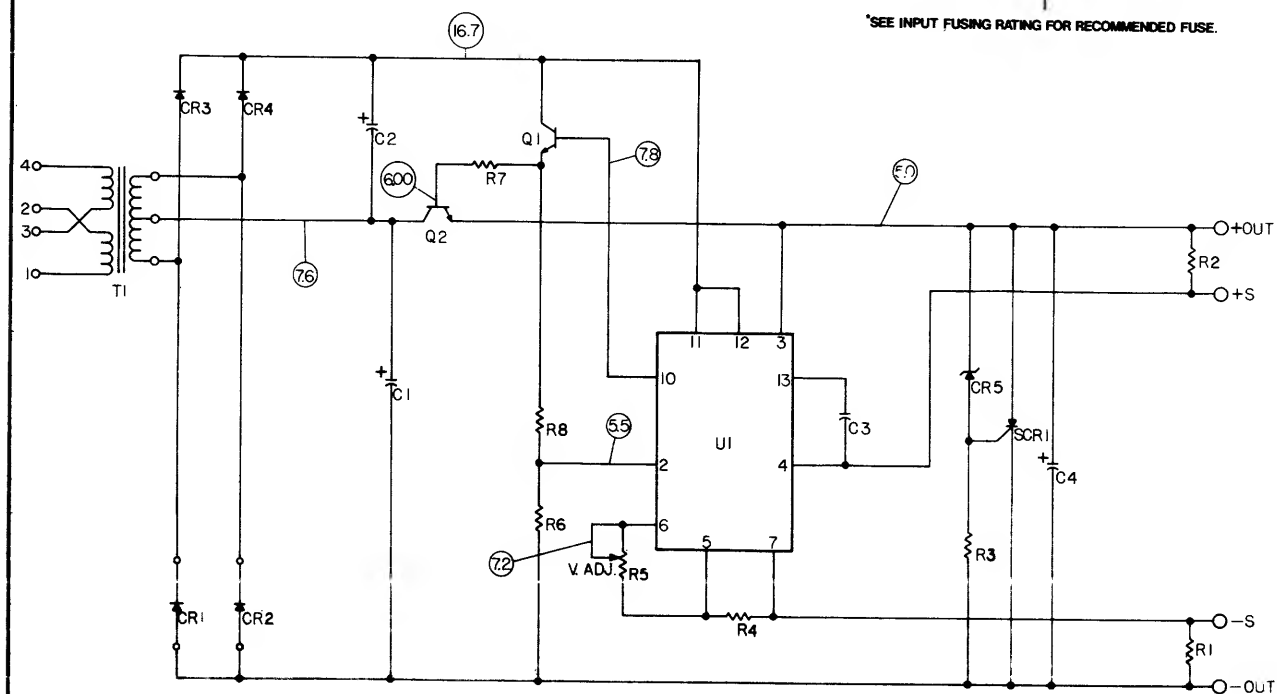 *SEE INPUT FUSING RATING FOR RECOMMENDED FUSE.
16.7
CR3
CR4
+
C2
Q1
7.8
4
2
3
1
T1
6.00
R7
Q2
7.6
5.0
+OUT
R2
+S
11
12
3
10
13
+
C1
R8
5.5
U1
C3
2
4
CR5
SCR1
+
C4
R6
6
5
7
7.2
V. ADJ.
R5
R3
R4
CR1
CR2
-S
R1
-OUT